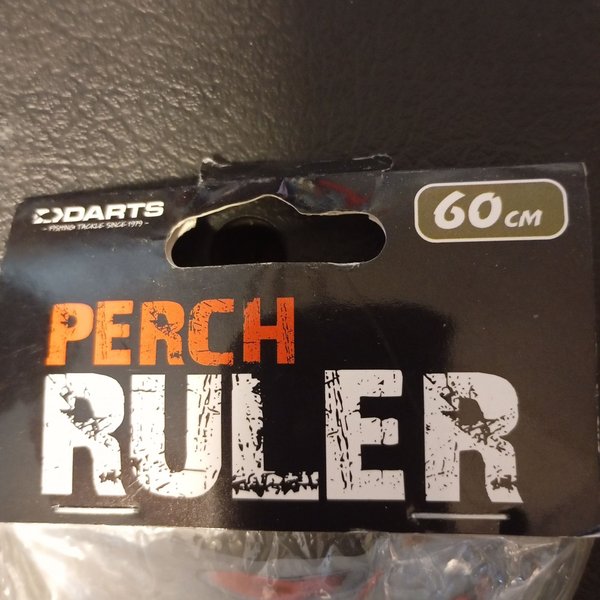 DARTS
- FISHING TACKLE SINCE 1979 -
60 CM
PERCH
RULER